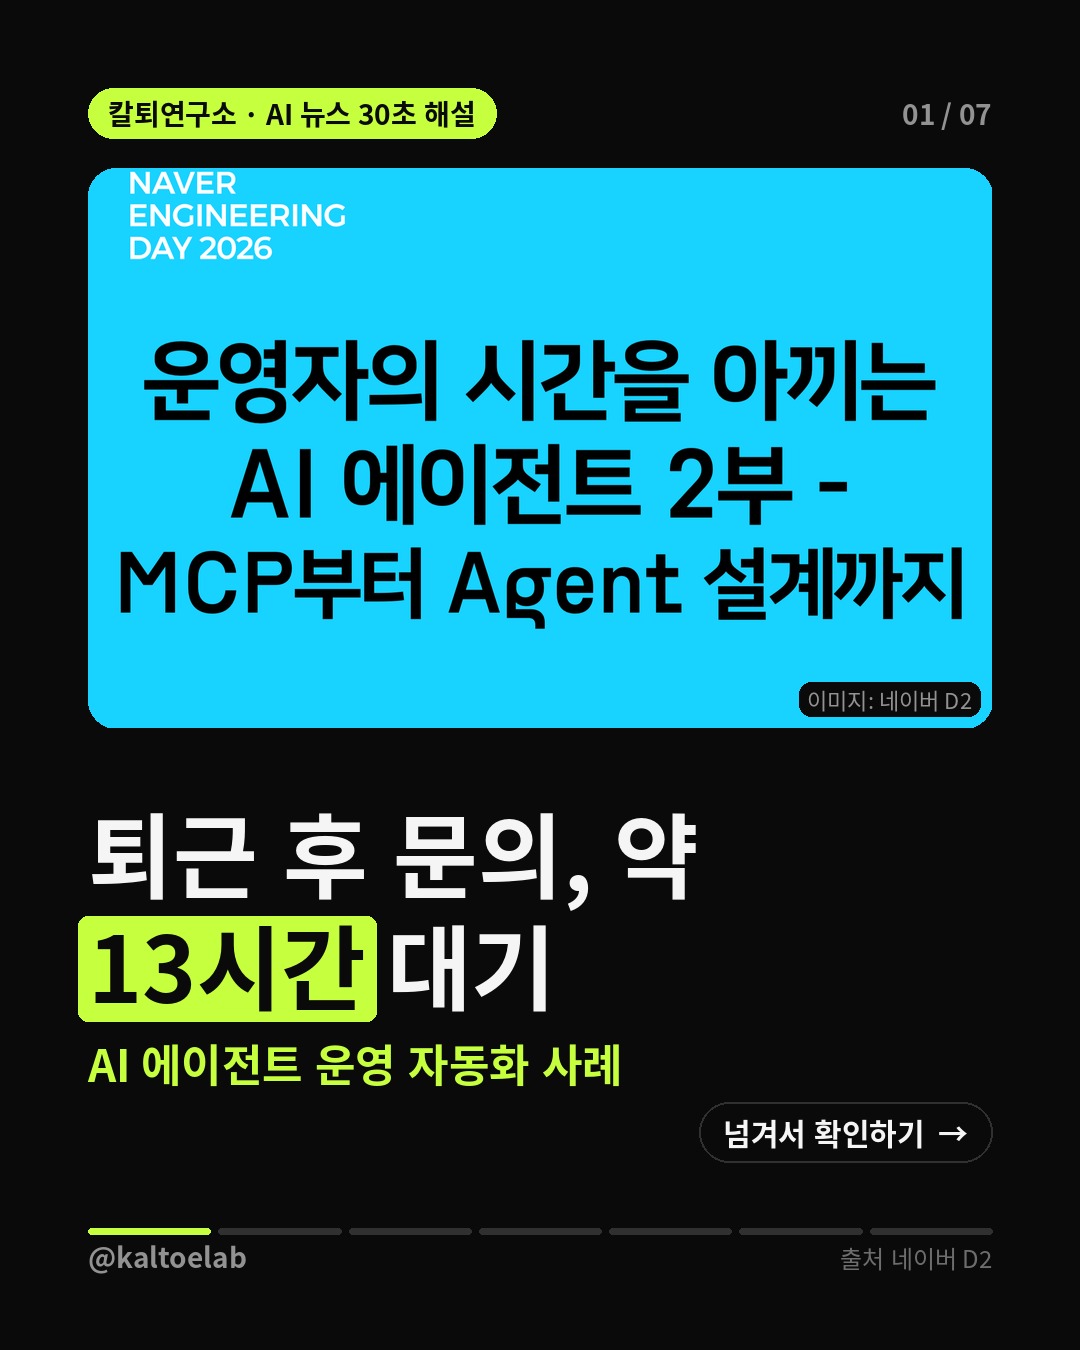 칼퇴연구소 · AI 뉴스 30초 해설
01 / 07
NAVER
ENGINEERING
DAY 2026
운영자의 시간을 아끼는
AI 에이전트 2부 -
MCP부터 Agent 설계까지
이미지: 네이버 D2
퇴근 후 문의, 약
13시간 대기
AI 에이전트 운영 자동화 사례
넘겨서 확인하기 →
@kaltoelab
출처 네이버 D2